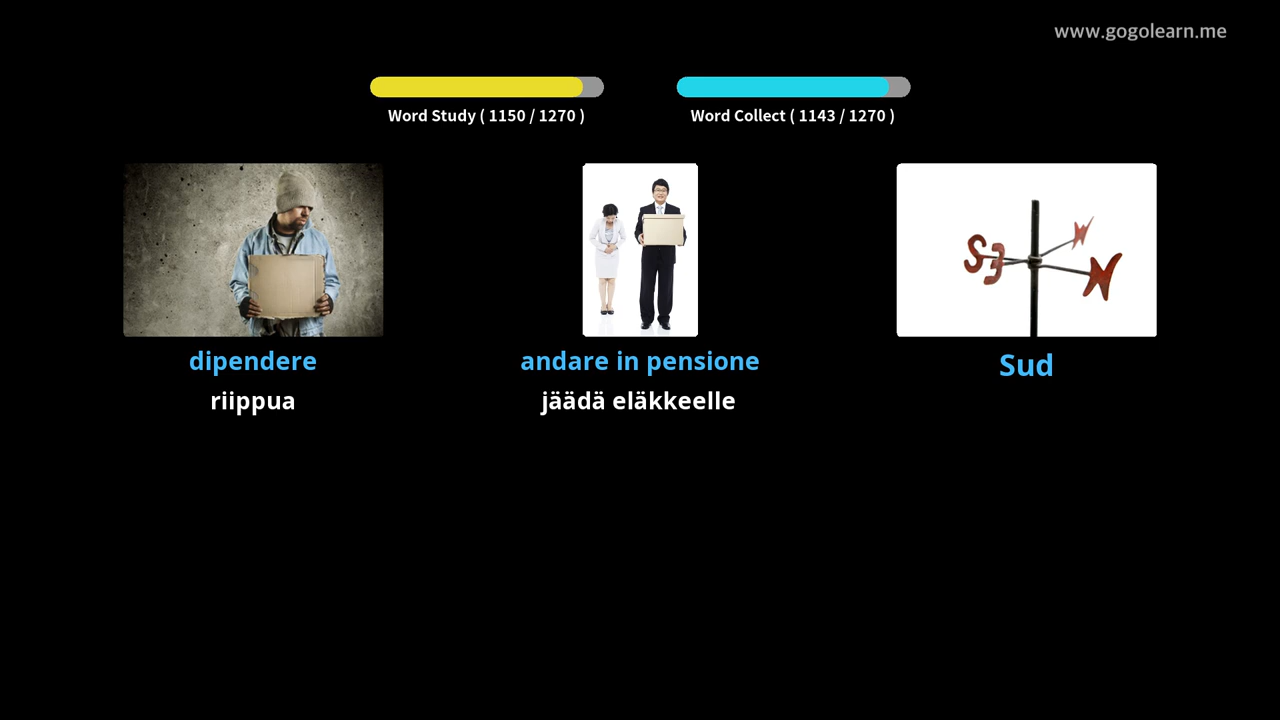 www.gogolearn.me
Word Study ( 1150 / 1270 )
Word Collect ( 1143 / 1270 )
dipendere
andare in pensione
Sud
riippua
jäädä eläkkeelle
S
E
W
N